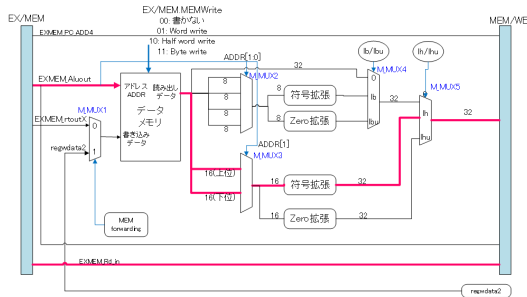 EX/MEM
EX/MEM.MEMWrite
00: 書かない
01: Word write
10: Half word write
11: Byte write
MEM/WB
EXMEM.PC.ADD4
ADDR[1:0]
lb/lbu
lh/lhu
EXMEM.Aluout
アドレス
ADDR
読み出し
データ
データ
メモリ
書き込み
データ
M_MUX1
EXMEM_rtoutX
0
1
regwdata2
MEM
forwarding
M_MUX2
8
8
8
8
32
8
符号拡張
8
Zero拡張
M_MUX4
0
lb
lbu
32
M_MUX5
0
lh
lhu
32
ADDR[1]
M_MUX3
16(上位)
16(下位)
16
符号拡張
32
16
Zero拡張
32
EXMEM.Rd_in
regwdata2